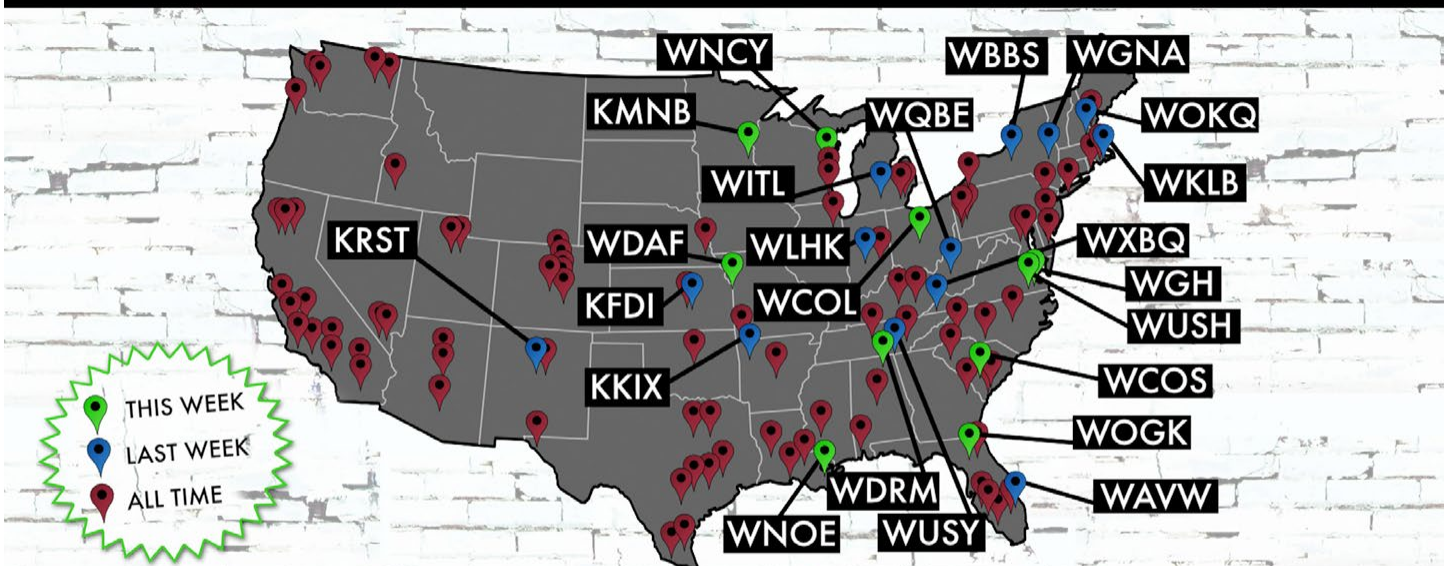 WNCY
WBBS
WGNA
KMNB
WQBE
WOKQ
WITL
WKLB
KRST
WDAF
WLHK
WXBQ
KFDI
WCOL
WGH
WUSH
KKIX
WCOS
THIS WEEK
WOGK
LAST WEEK
WDRM
WAVW
ALL TIME
WNOE
WUSY